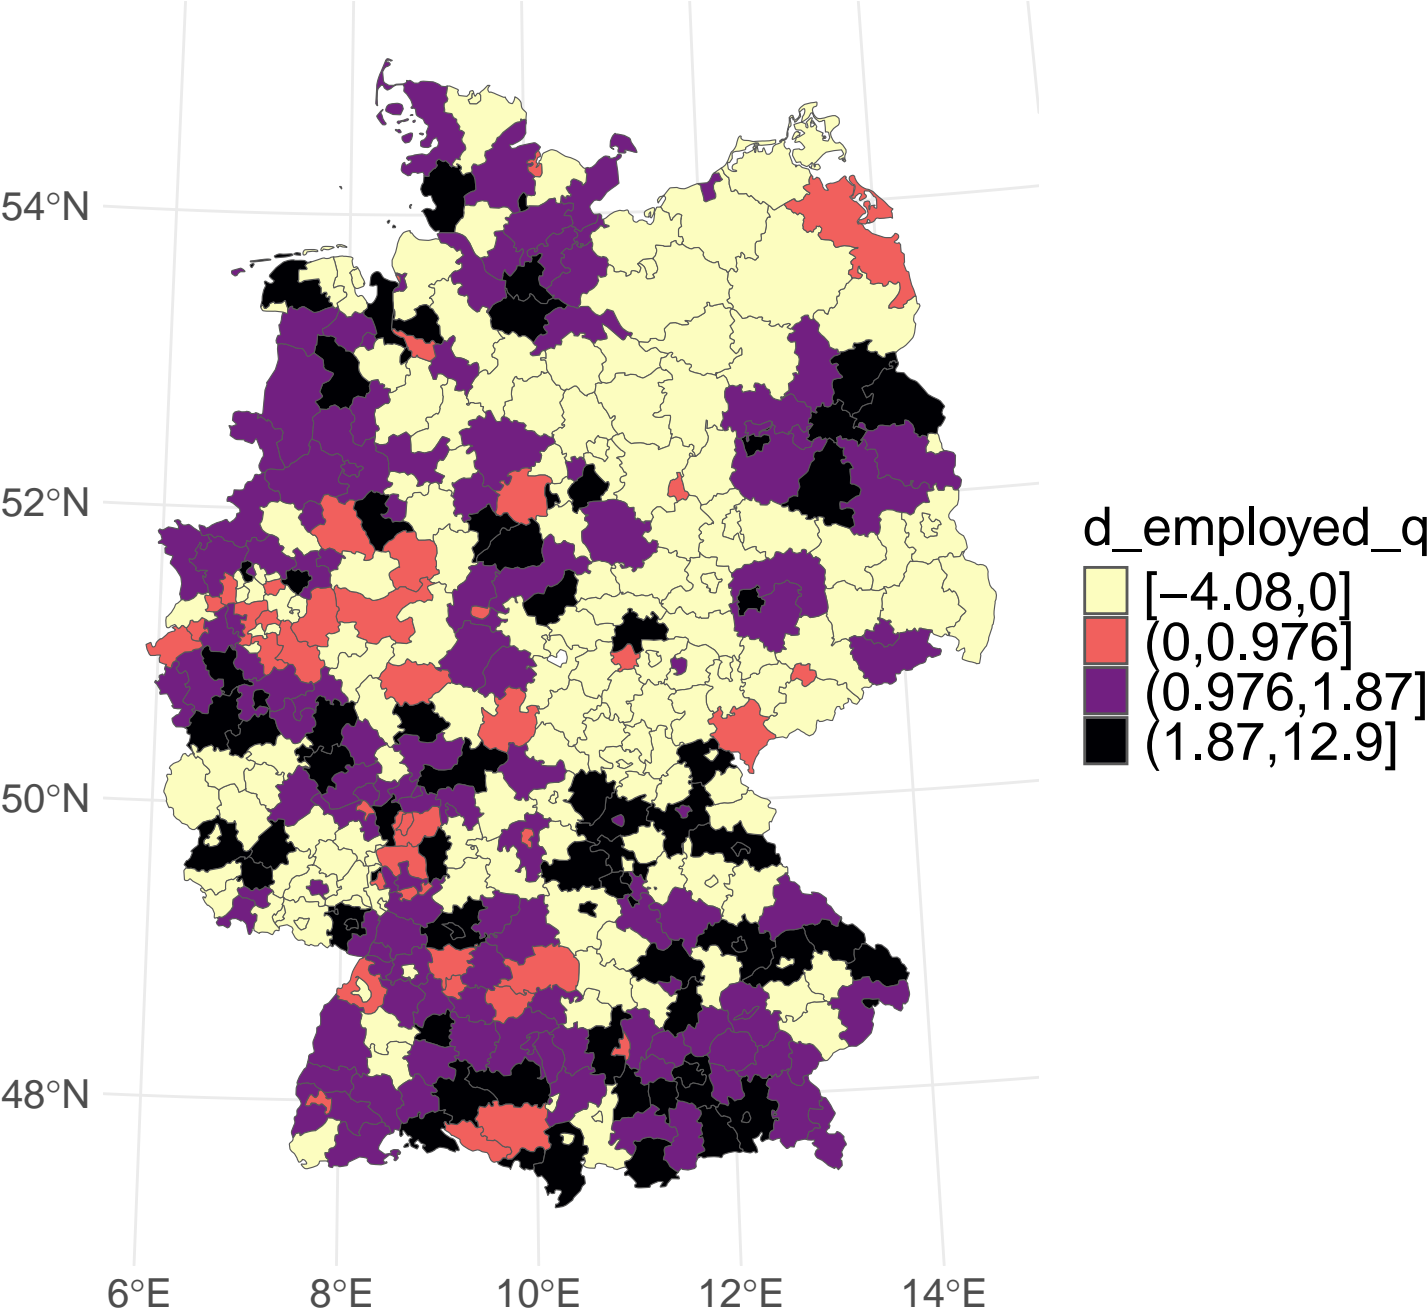 54°N
52°N
50°N
48°N
6°E 8°E 10°E 12°E 14°E
d_employed_q
[−4.08,0]
(0,0.976]
(0.976,1.87]
(1.87,12.9]